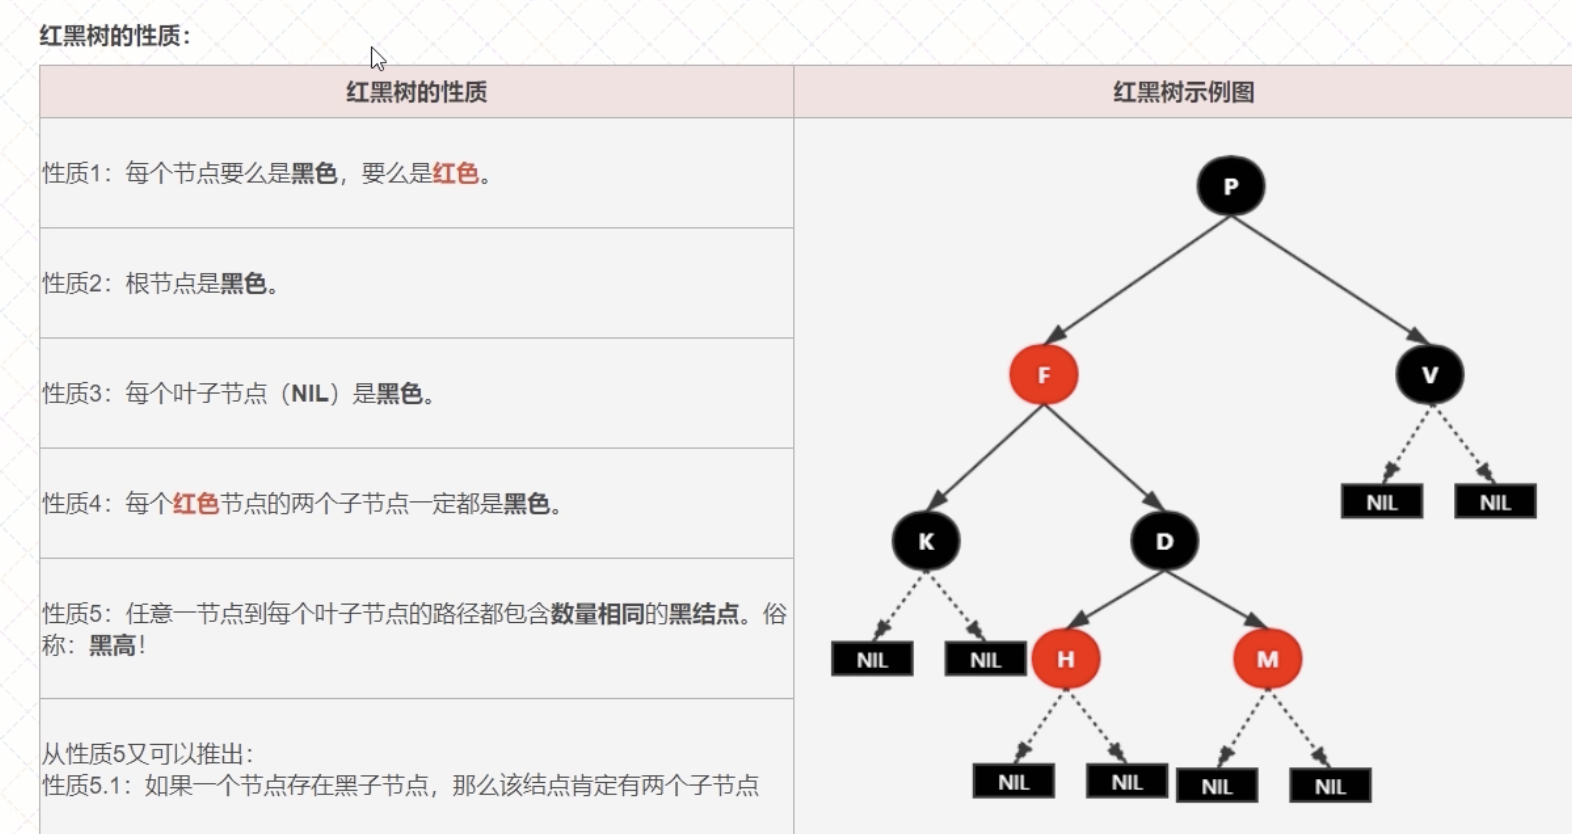 红黑树的性质：
红黑树的性质
红黑树示例图
性质1：每个节点要么是黑色，要么是红色。
性质2：根节点是黑色。
性质3：每个叶子节点（NIL）是黑色。
性质4：每个红色节点的两个子节点一定都是黑色。
性质5：任意一节点到每个叶子节点的路径都包含数量相同的黑结点。俗
称：黑高！
从性质5又可以推出：
性质5.1：如果一个节点存在黑子节点，那么该结点肯定有两个子节点
P
F
V
NIL
NIL
K
D
NIL
NIL
H
M
NIL
NIL
NIL
NIL